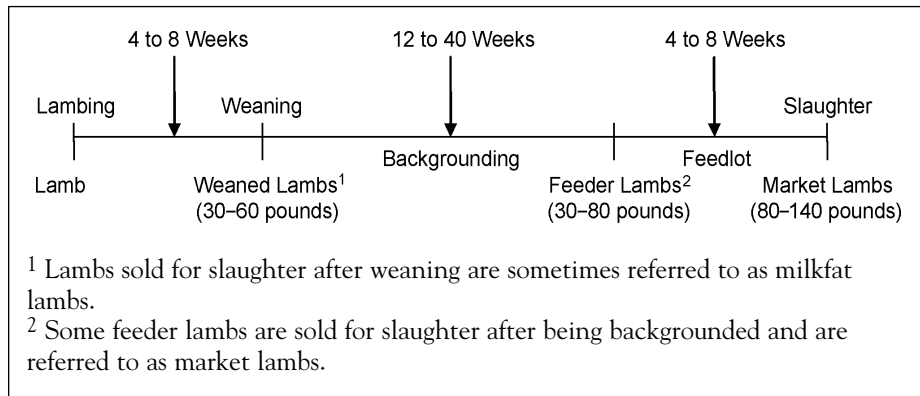 4 to 8 Weeks 12 to 40 Weeks 4 to 8 Weeks
Lambing Weaning Slaughter
Backgrounding Feedlot
Lamb Weaned Lambs¹ Feeder Lambs² Market Lambs
(30–60 pounds) (30–80 pounds) (80–140 pounds)
¹ Lambs sold for slaughter after weaning are sometimes referred to as milkfat
lambs.
² Some feeder lambs are sold for slaughter after being backgrounded and are
referred to as market lambs.